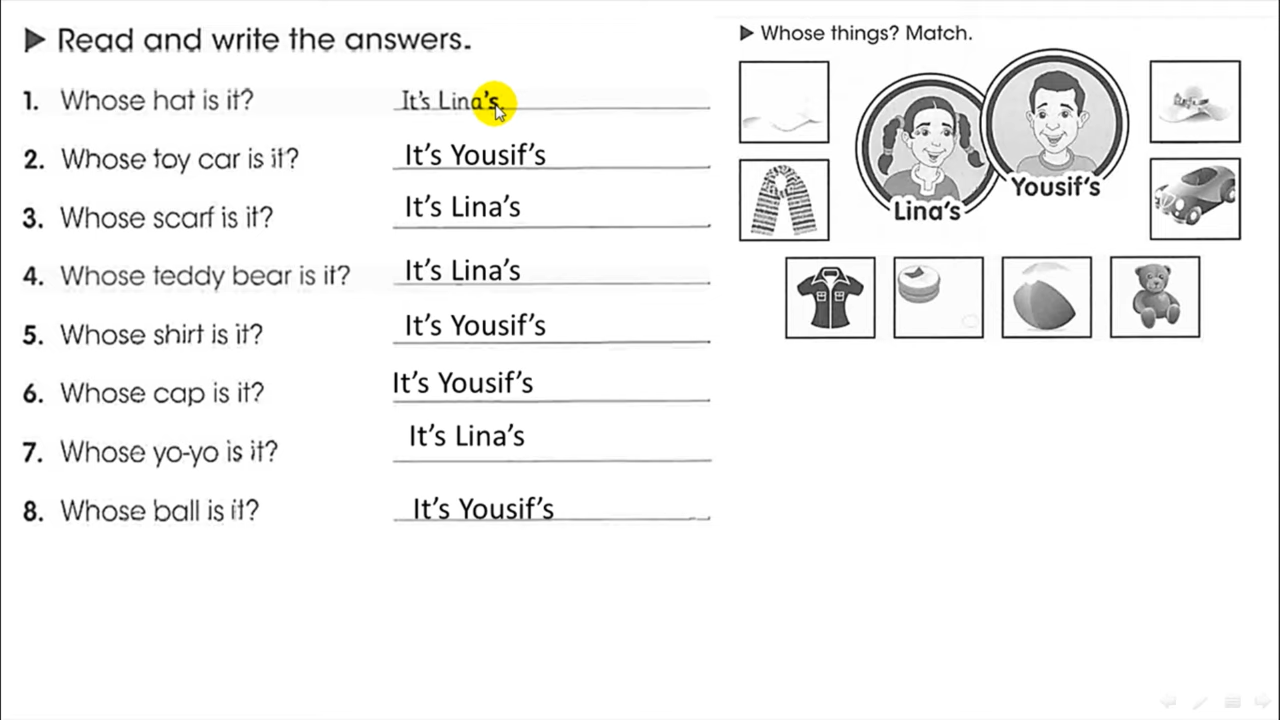 ▶ Read and write the answers.
1. Whose hat is it? It's Lina's.
2. Whose toy car is it? It's Yousif's
3. Whose scarf is it? It's Lina's
4. Whose teddy bear is it? It's Lina's
5. Whose shirt is it? It's Yousif's
6. Whose cap is it? It's Yousif's
7. Whose yo-yo is it? It's Lina's
8. Whose ball is it? It's Yousif's
▶ Whose things? Match.
Lina's
Yousif's